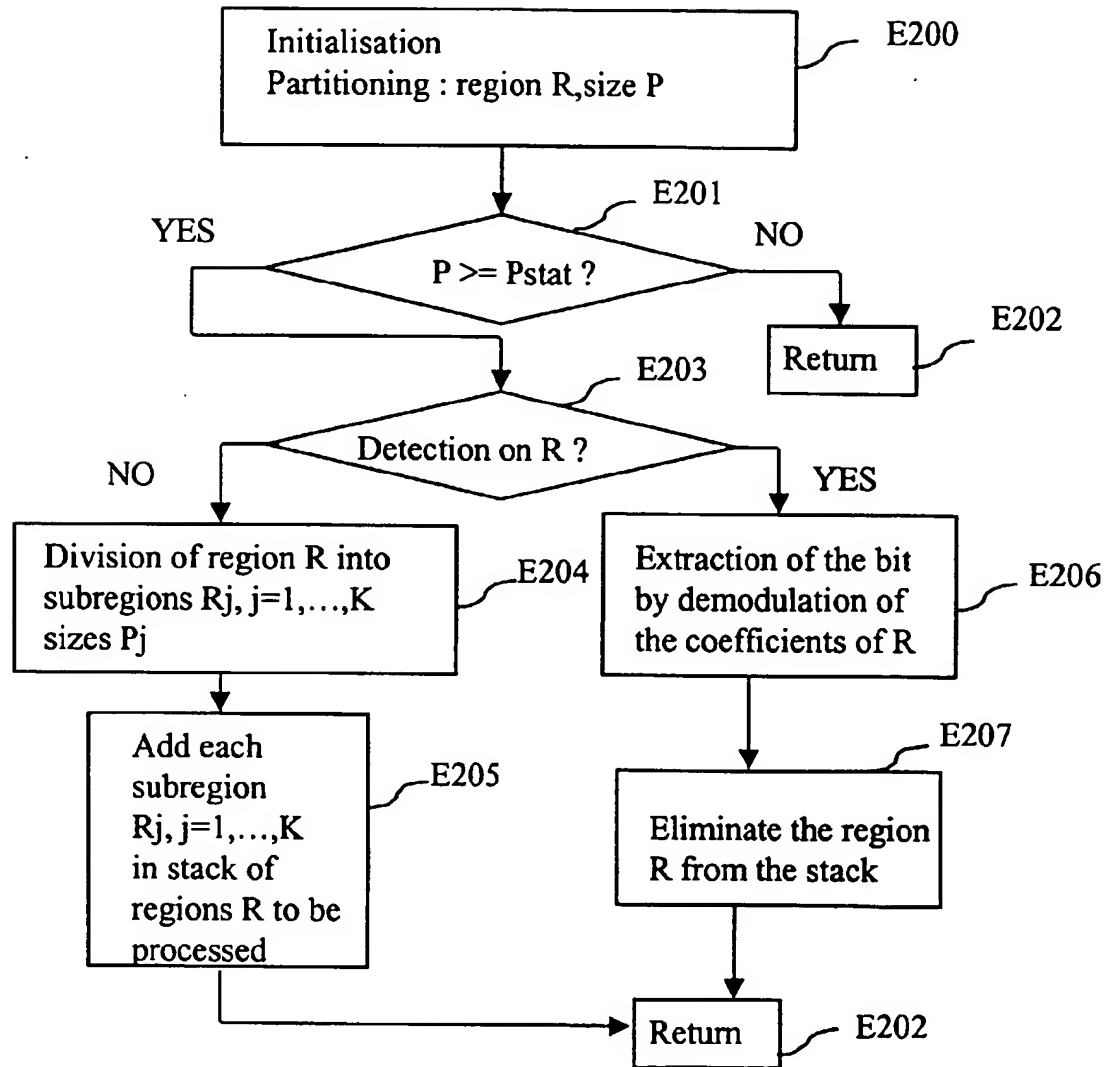 Initialisation
Partitioning : region R,size P
E200
E201
YES
NO
P >= Pstat ?
E202
Return
E203
Detection on R ?
NO
YES
Division of region R into
subregions Rj, j=1,...,K
sizes Pj
E204
Extraction of the bit
by demodulation of
the coefficients of R
E206
Add each
subregion
Rj, j=1,...,K
in stack of
regions R to be
processed
E205
E207
Eliminate the region
R from the stack
Return
E202